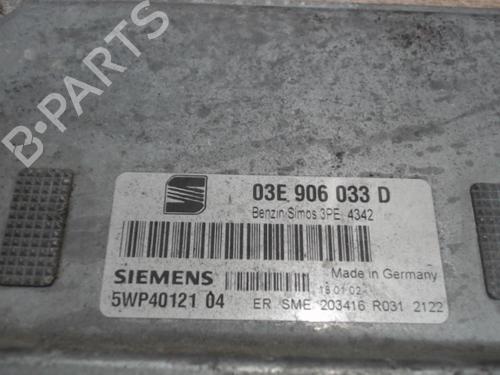 B-PARTS
03E 906 033 D
Benzin Simos 3PE 4342
SIEMENS
Made in Germany
5WP40121 04
18 01 02
ER SME 203416 R031 2122